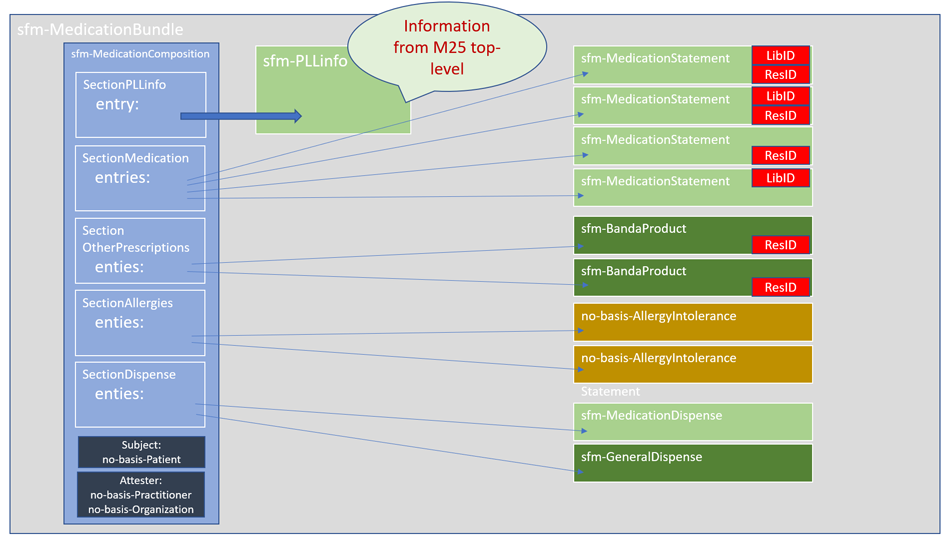 sfm-MedicationBundle
sfm-MedicationComposition
SectionPLLinfo
entry:
SectionMedication
entries:
Section
OtherPrescriptions
enties:
SectionAllergies
enties:
SectionDispense
enties:
Subject:
no-basis-Patient
Attester:
no-basis-Practitioner
no-basis-Organization
sfm-PLLinfo
Information
from M25 top-
level
sfm-MedicationStatement
LibID
ResID
sfm-MedicationStatement
LibID
ResID
sfm-MedicationStatement
ResID
sfm-MedicationStatement
LibID
sfm-BandaProduct
ResID
sfm-BandaProduct
ResID
no-basis-AllergyIntolerance
no-basis-AllergyIntolerance
Statement
sfm-MedicationDispense
sfm-GeneralDispense